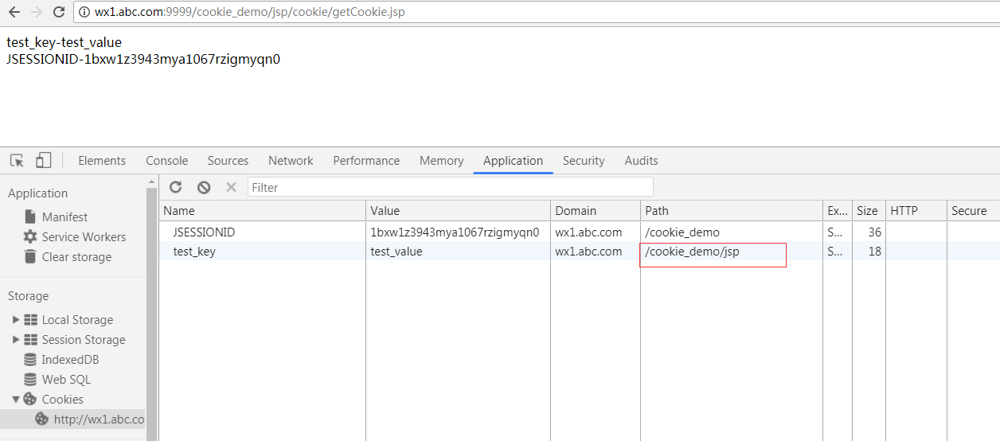 wx1.abc.com:9999/cookie_demo/jsp/cookie/getCookie.jsp
test_key-test_value
JSESSIONID-1bxw1z3943mya1067rzigmyqn0
Elements Console Sources Network Performance Memory Application Security Audits
Application
Manifest
Service Workers
Clear storage
Storage
Local Storage
Session Storage
IndexedDB
Web SQL
Cookies
http://wx1.abc.co
Filter
Name Value Domain Path Ex... Size HTTP Secure
JSESSIONID 1bxw1z3943mya1067rzigmyqn0 wx1.abc.com /cookie_demo S... 36
test_key test_value wx1.abc.com /cookie_demo/jsp S... 18